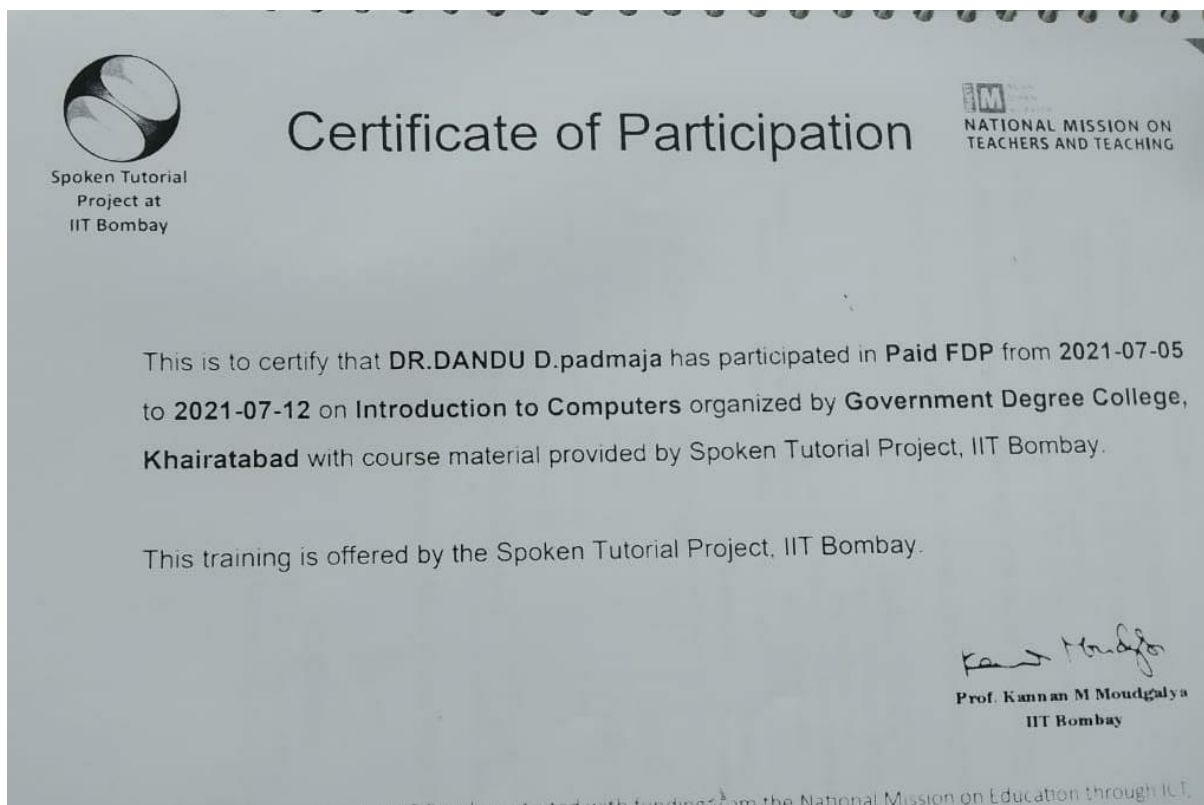 Certificate of Participation
Spoken Tutorial
Project at
IIT Bombay
M
NATIONAL MISSION ON
TEACHERS AND TEACHING
This is to certify that DR.DANDU D.padmaja has participated in Paid FDP from 2021-07-05
to 2021-07-12 on Introduction to Computers organized by Government Degree College,
Khairatabad with course material provided by Spoken Tutorial Project, IIT Bombay.
This training is offered by the Spoken Tutorial Project, IIT Bombay.
Prof. Kannan M Moudgalya
IIT Bombay
the National Mission on Education through ICT,